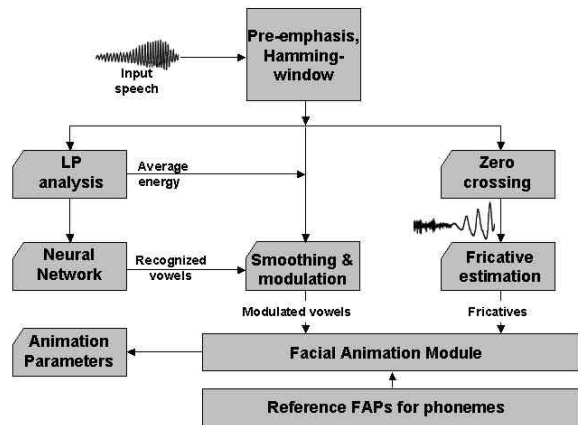 Pre-emphasis,
Hamming-
window
Input
speech
LP
analysis
Average
energy
Zero
crossing
Neural
Network
Recognized
vowels
Smoothing &
modulation
Fricative
estimation
Modulated vowels
Fricatives
Animation
Parameters
Facial Animation Module
Reference FAPs for phonemes